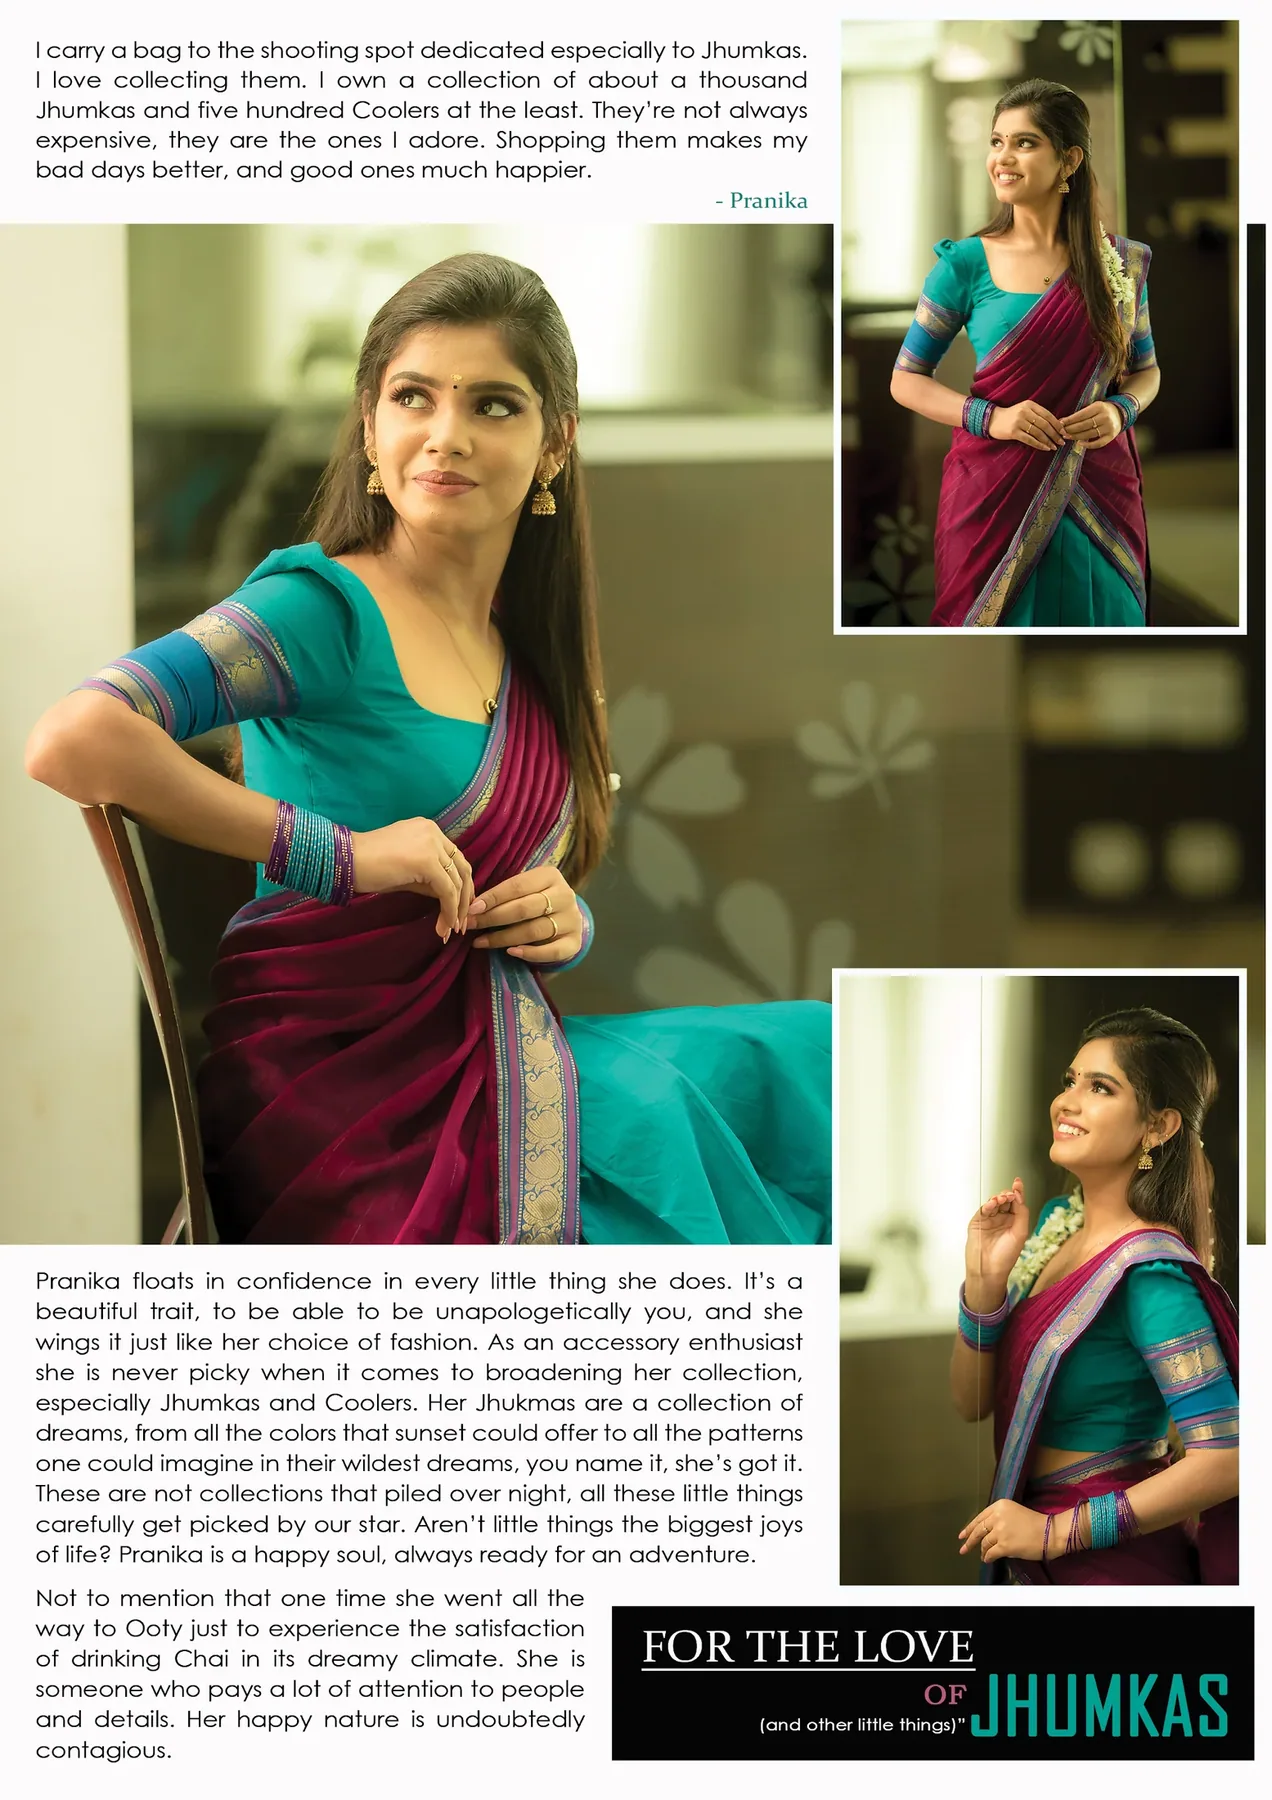 I carry a bag to the shooting spot dedicated especially to Jhumkas.
I love collecting them. I own a collection of about a thousand
Jhumkas and five hundred Coolers at the least. They're not always
expensive, they are the ones I adore. Shopping them makes my
bad days better, and good ones much happier.
- Pranika
Pranika floats in confidence in every little thing she does. It's a
beautiful trait, to be able to be unapologetically you, and she
wings it just like her choice of fashion. As an accessory enthusiast
she is never picky when it comes to broadening her collection,
especially Jhumkas and Coolers. Her Jhukmas are a collection of
dreams, from all the colors that sunset could offer to all the patterns
one could imagine in their wildest dreams, you name it, she's got it.
These are not collections that piled over night, all these little things
carefully get picked by our star. Aren't little things the biggest joys
of life? Pranika is a happy soul, always ready for an adventure.
Not to mention that one time she went all the
way to Ooty just to experience the satisfaction
of drinking Chai in its dreamy climate. She is
someone who pays a lot of attention to people
and details. Her happy nature is undoubtedly
contagious.
FOR THE LOVE
OF JHUMKAS
(and other little things)"